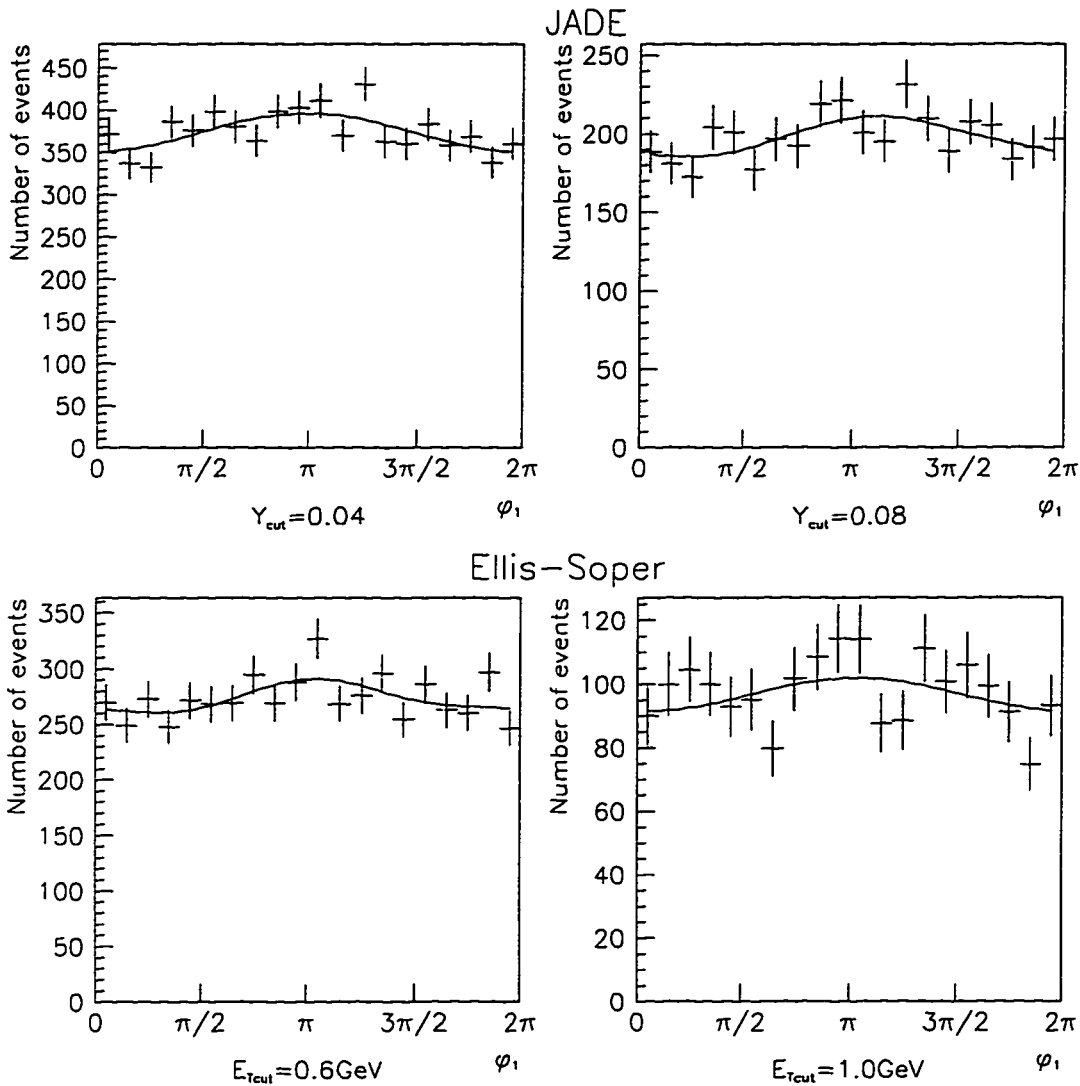 JADE
Number of events
450
400
350
300
250
200
150
100
50
0
0 π/2 π 3π/2 2π
Y_cut=0.04 φ₁
Number of events
250
200
150
100
50
0
0 π/2 π 3π/2 2π
Y_cut=0.08 φ₁
Ellis–Soper
Number of events
350
300
250
200
150
100
50
0
0 π/2 π 3π/2 2π
E_Tcut=0.6GeV φ₁
Number of events
120
100
80
60
40
20
0
0 π/2 π 3π/2 2π
E_Tcut=1.0GeV φ₁